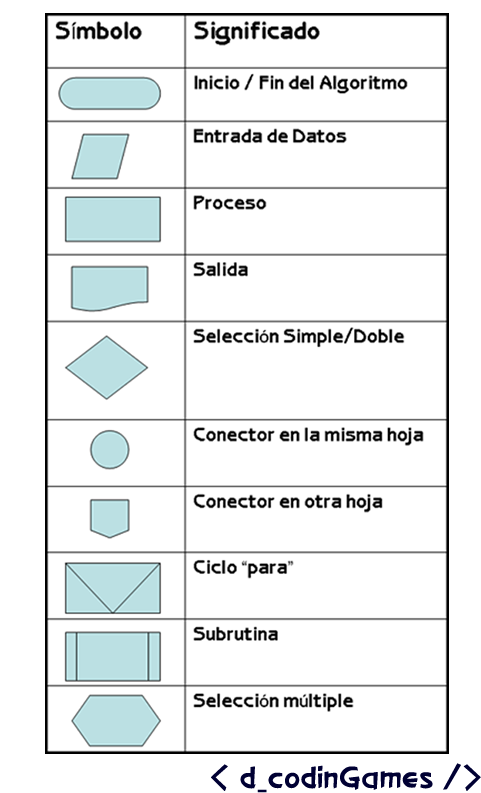 Símbolo Significado
Inicio / Fin del Algoritmo
Entrada de Datos
Proceso
Salida
Selección Simple/Doble
Conector en la misma hoja
Conector en otra hoja
Ciclo “para”
Subrutina
Selección múltiple
< d_codinGames />